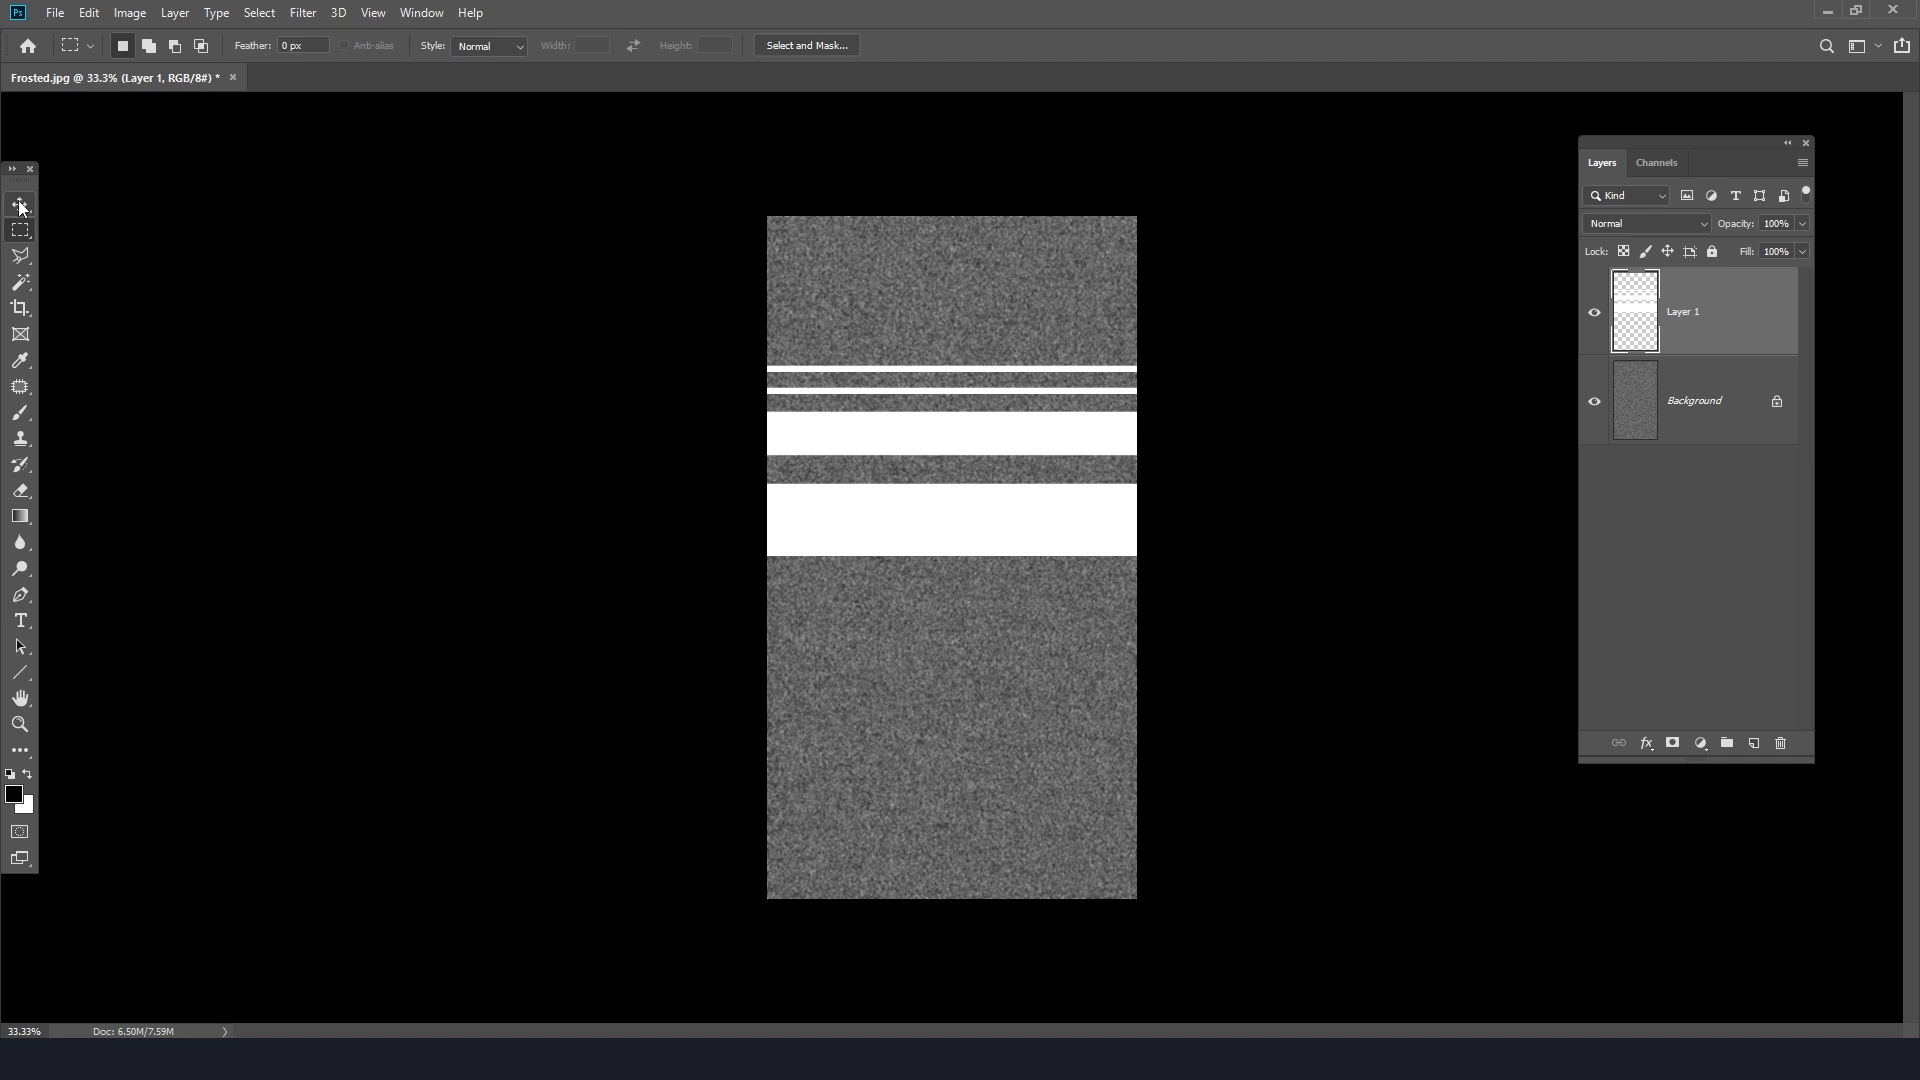 Ps File Edit Image Layer Type Select Filter 3D View Window Help
Feather: 0 px Anti-alias Style: Normal Width: Height: Select and Mask...
Frosted.jpg @ 33.3% (Layer 1, RGB/8#) *
Layers Channels
Kind
Normal Opacity: 100%
Lock: Fill: 100%
Layer 1
Background
fx
33.33% Doc: 6.50M/7.59M